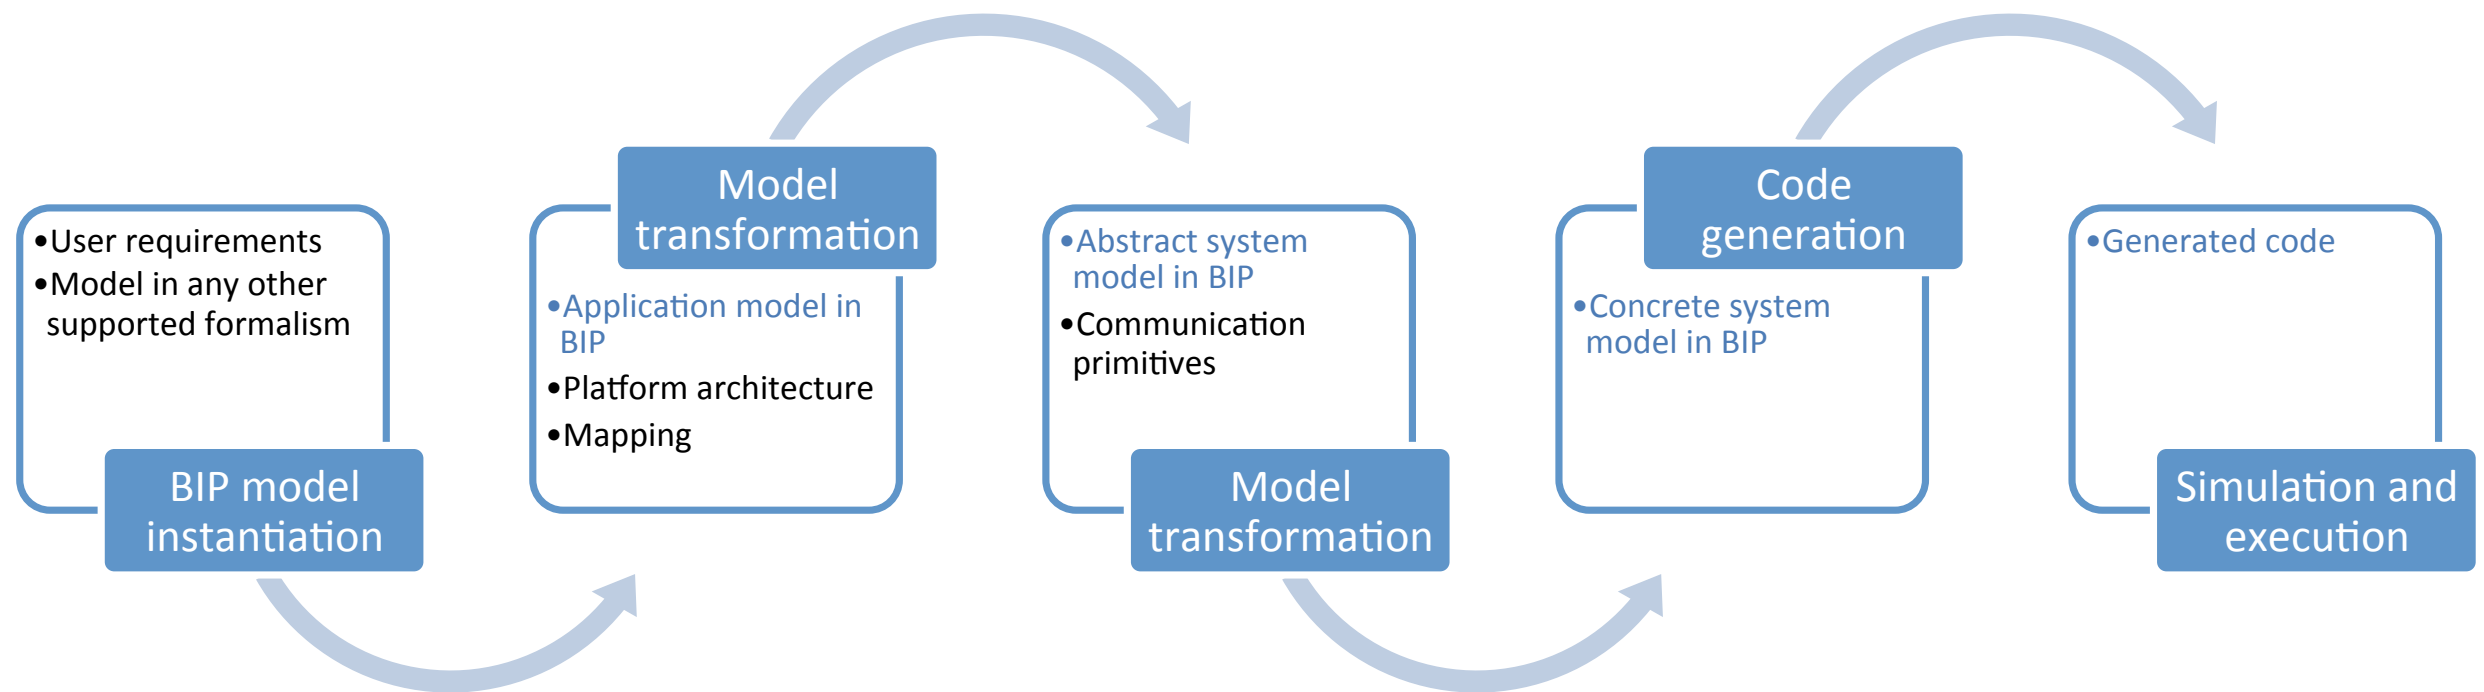 •User requirements
•Model in any other
supported formalism
BIP model
instantiation
Model
transformation
•Application model in
BIP
•Platform architecture
•Mapping
•Abstract system
model in BIP
•Communication
primitives
Model
transformation
Code
generation
•Concrete system
model in BIP
•Generated code
Simulation and
execution